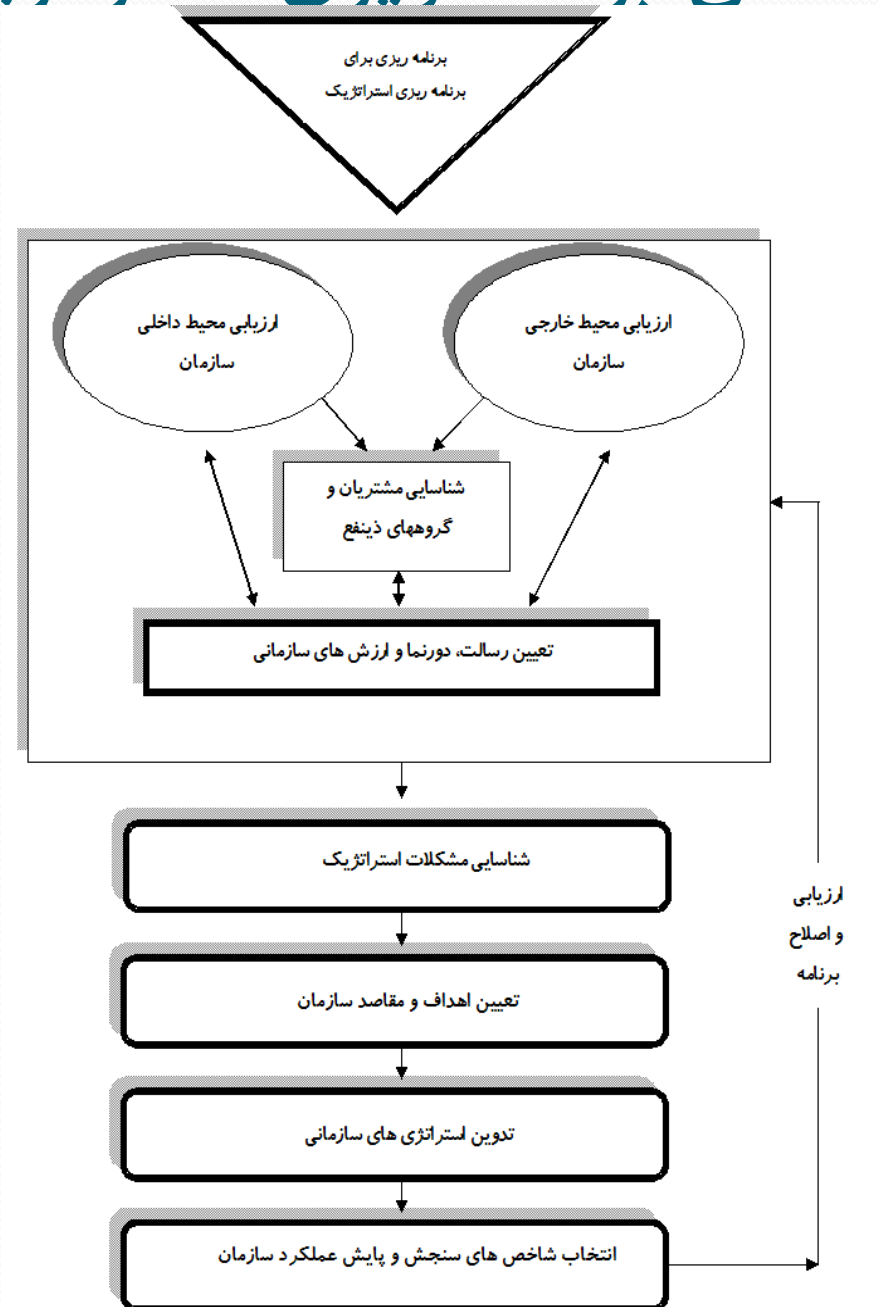 برنامه ریزی برای
برنامه ریزی استراتژیک
ارزیابی محیط خارجی
سازمان
ارزیابی محیط داخلی
سازمان
شناسایی مشتریان و
گروههای ذینفع
تعیین رسالت، دورنما و ارزش های سازمانی
شناسایی مشکلات استراتژیک
تعیین اهداف و مقاصد سازمان
تدوین استراتژی های سازمانی
انتخاب شاخص های سنجش و پایش عملکرد سازمان
ارزیابی
و اصلاح
برنامه